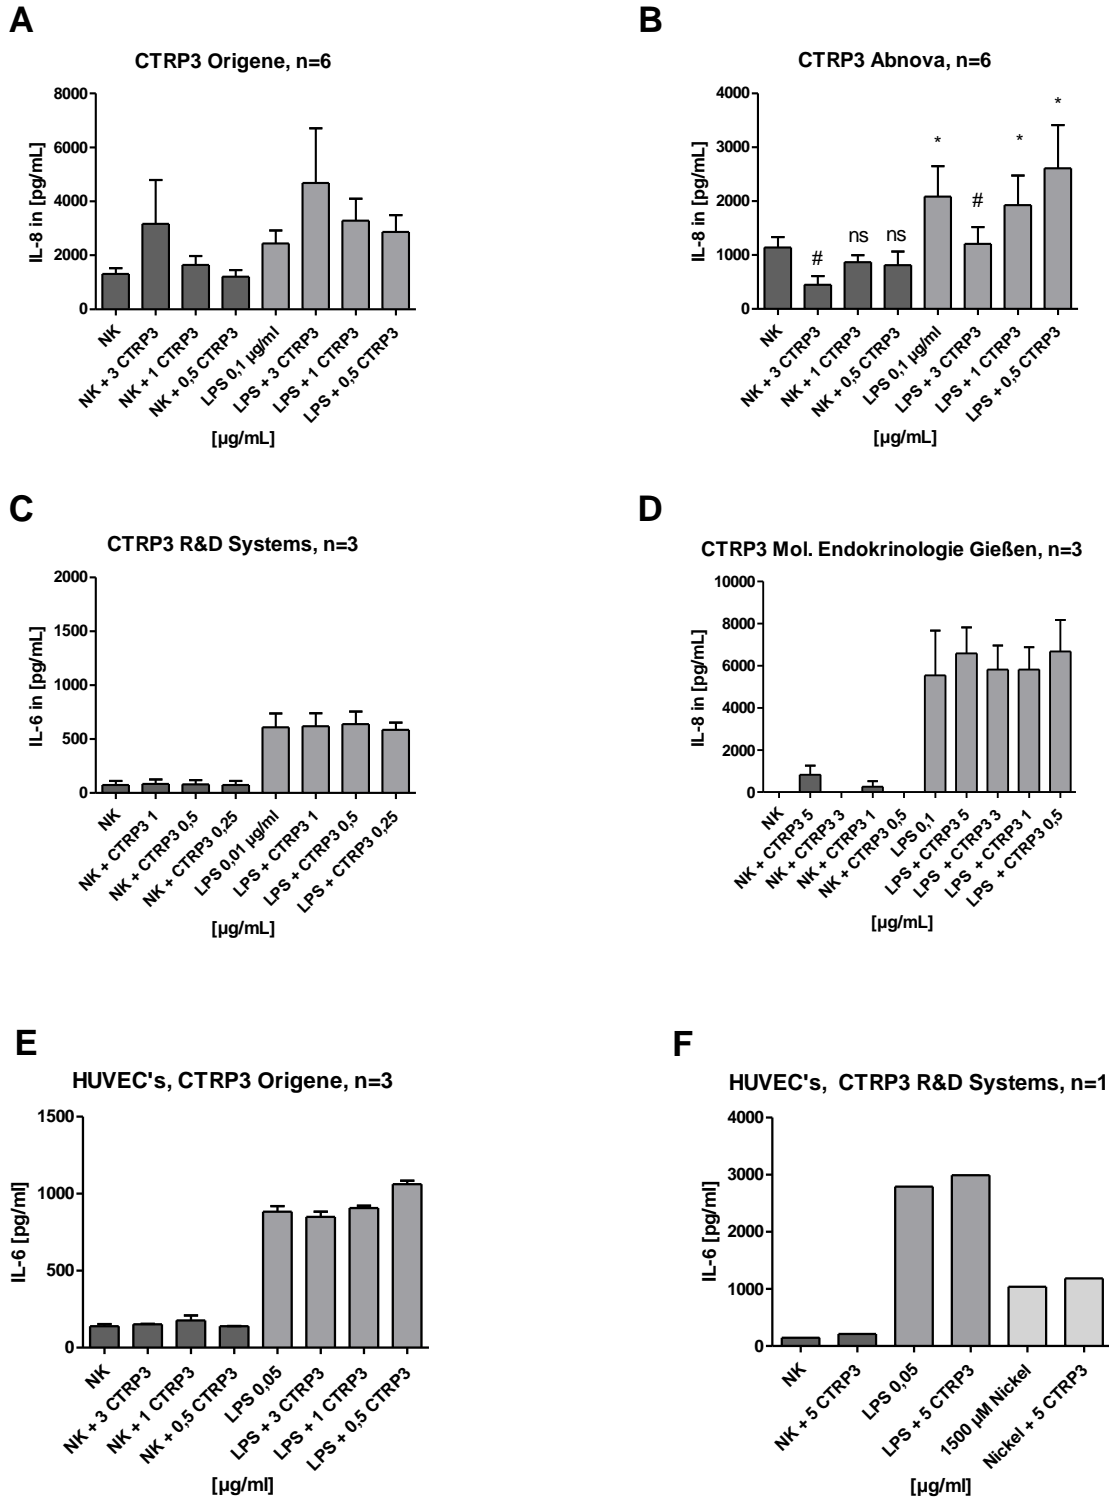 A
CTRP3 Origene, n=6
IL-8 in [pg/mL]
8000
6000
4000
2000
0
NK
NK + 3 CTRP3
NK + 1 CTRP3
NK + 0,5 CTRP3
LPS 0,1 µg/ml
LPS + 3 CTRP3
LPS + 1 CTRP3
LPS + 0,5 CTRP3
[µg/mL]
B
CTRP3 Abnova, n=6
IL-8 in [pg/mL]
4000
3000
2000
1000
0
#
ns
ns
*
#
*
*
NK
NK + 3 CTRP3
NK + 1 CTRP3
NK + 0,5 CTRP3
LPS 0,1 µg/ml
LPS + 3 CTRP3
LPS + 1 CTRP3
LPS + 0,5 CTRP3
[µg/mL]
C
CTRP3 R&D Systems, n=3
IL-6 in [pg/mL]
2000
1500
1000
500
0
NK
NK + CTRP3 1
NK + CTRP3 0,5
NK + CTRP3 0,25
LPS 0,01 µg/ml
LPS + CTRP3 1
LPS + CTRP3 0,5
LPS + CTRP3 0,25
[µg/mL]
D
CTRP3 Mol. Endokrinologie Gießen, n=3
IL-8 in [pg/mL]
10000
8000
6000
4000
2000
0
NK
NK + CTRP3 5
NK + CTRP3 3
NK + CTRP3 1
NK + CTRP3 0,5
LPS 0,1
LPS + CTRP3 5
LPS + CTRP3 3
LPS + CTRP3 1
LPS + CTRP3 0,5
[µg/mL]
E
HUVEC's, CTRP3 Origene, n=3
IL-6 [pg/ml]
1500
1000
500
0
NK
NK + 3 CTRP3
NK + 1 CTRP3
NK + 0,5 CTRP3
LPS 0,05
LPS + 3 CTRP3
LPS + 1 CTRP3
LPS + 0,5 CTRP3
[µg/ml]
F
HUVEC's, CTRP3 R&D Systems, n=1
IL-6 [pg/ml]
4000
3000
2000
1000
0
NK
NK + 5 CTRP3
LPS 0,05
LPS + 5 CTRP3
1500 µM Nickel
Nickel + 5 CTRP3
[µg/ml]